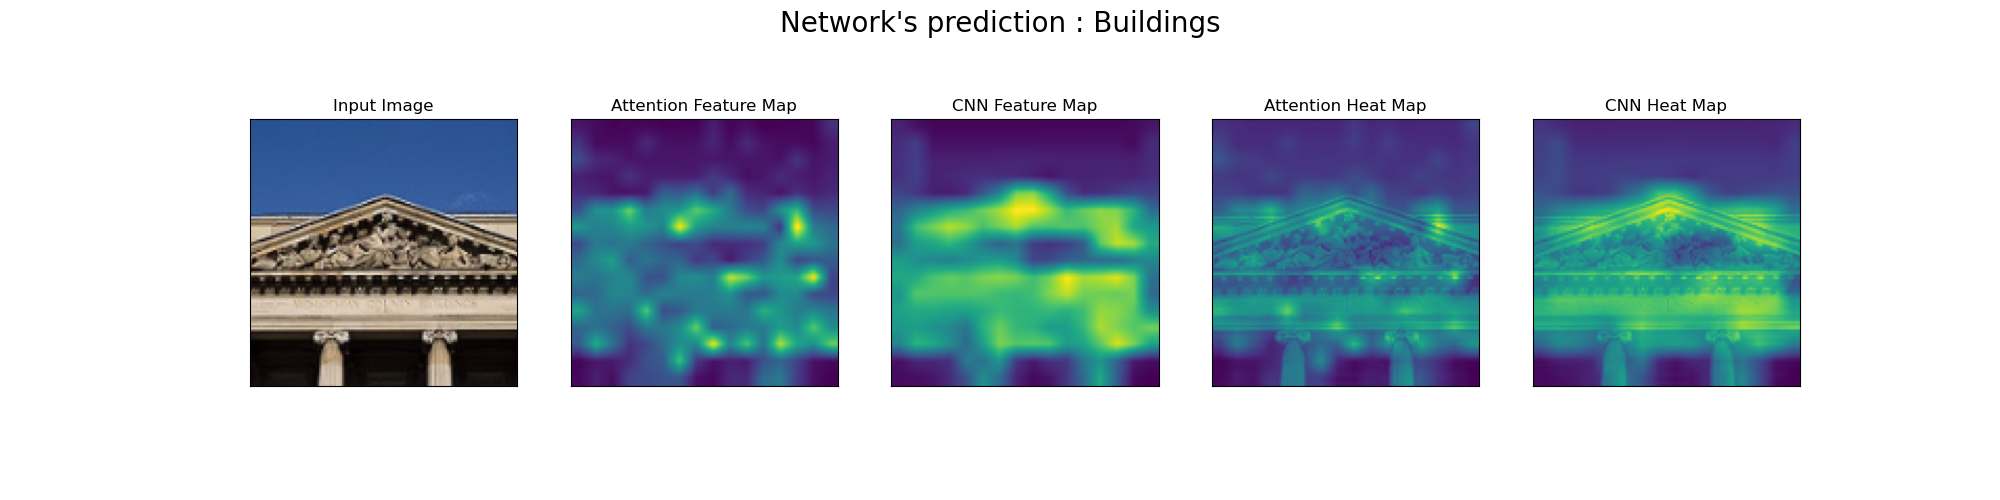 Network's prediction : Buildings
Input Image
Attention Feature Map
CNN Feature Map
Attention Heat Map
CNN Heat Map